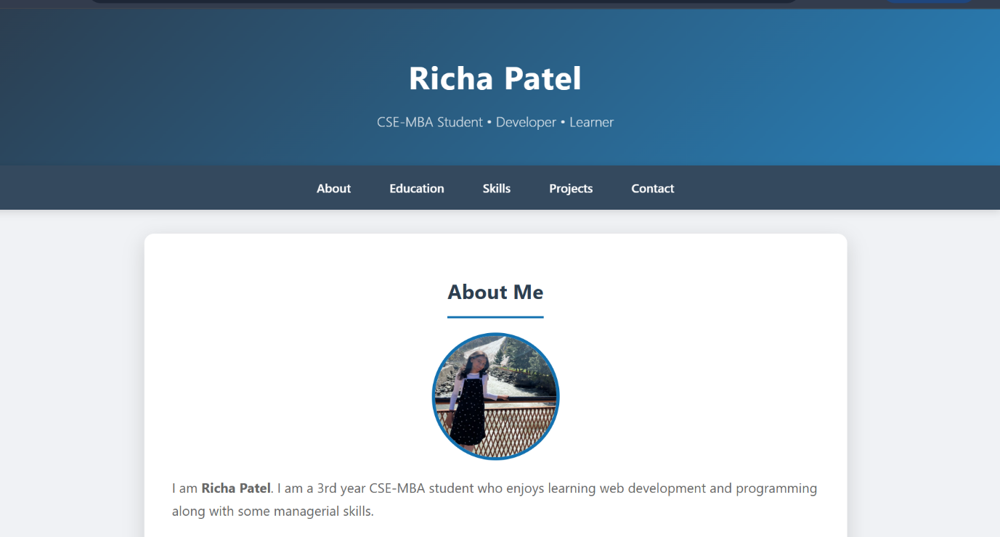 Richa Patel
CSE-MBA Student • Developer • Learner
About Education Skills Projects Contact
About Me
I am Richa Patel. I am a 3rd year CSE-MBA student who enjoys learning web development and programming
along with some managerial skills.